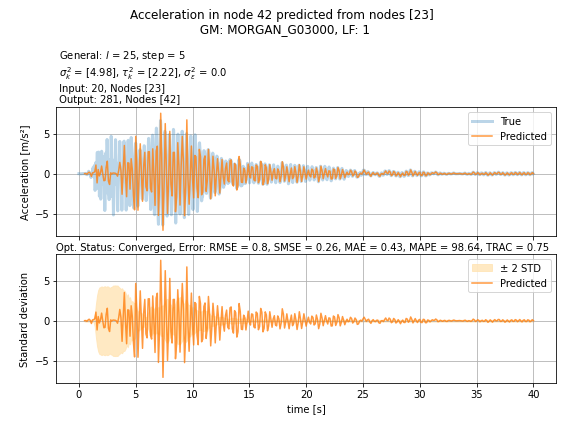 Acceleration in node 42 predicted from nodes [23]
GM: MORGAN_G03000, LF: 1
General: l = 25, step = 5
σ²ₖ = [4.98], τ²ₖ = [2.22], σ²ε = 0.0
Input: 20, Nodes [23]
Output: 281, Nodes [42]
Acceleration [m/s²]
5
0
−5
True
Predicted
Opt. Status: Converged, Error: RMSE = 0.8, SMSE = 0.26, MAE = 0.43, MAPE = 98.64, TRAC = 0.75
Standard deviation
5
0
−5
± 2 STD
Predicted
0 5 10 15 20 25 30 35 40
time [s]